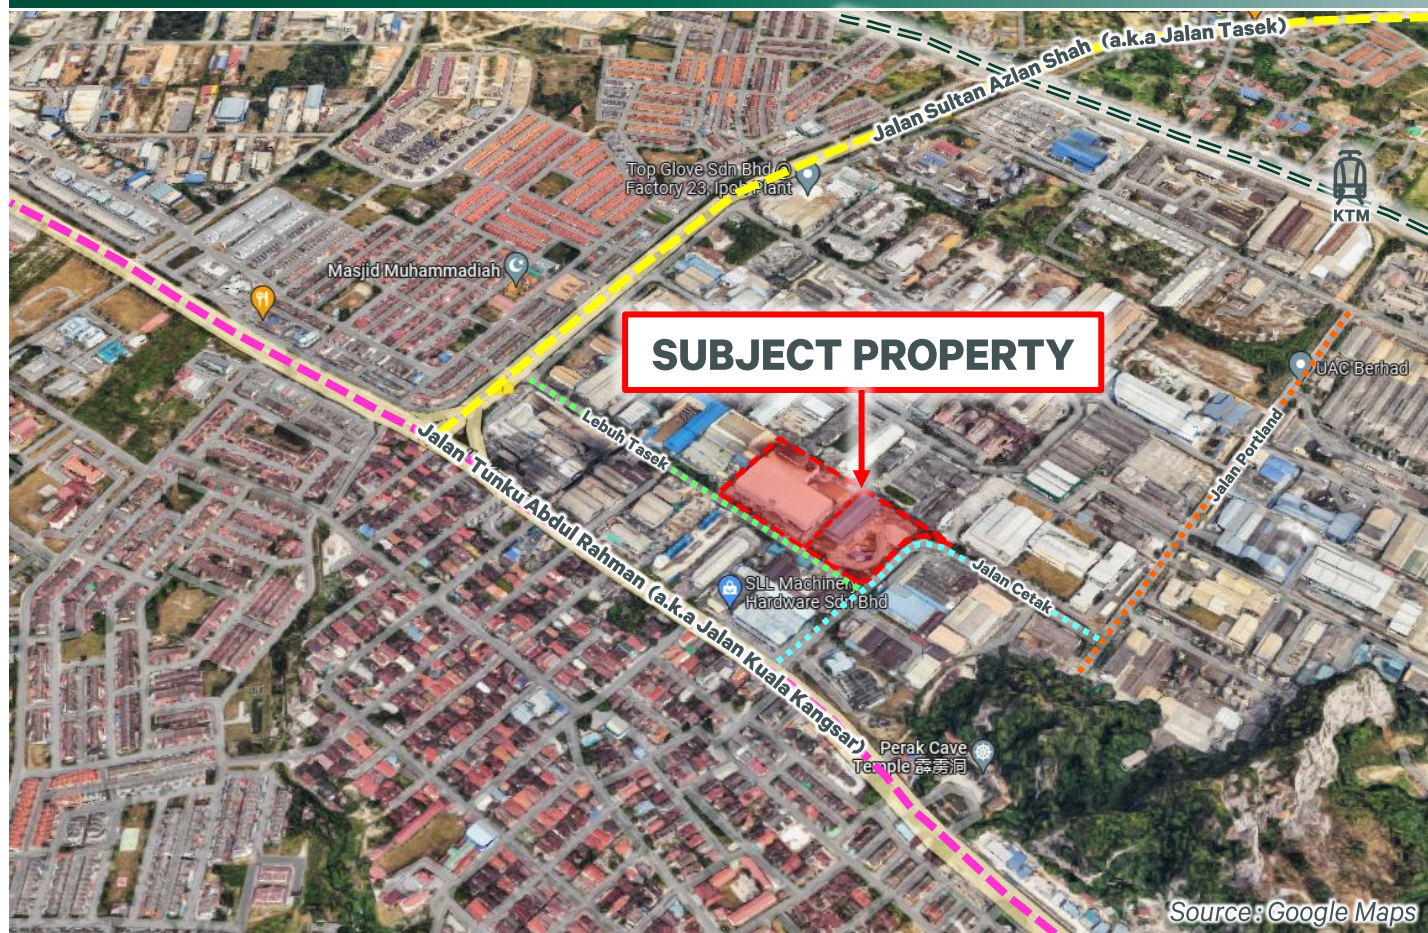 Jalan Sultan Azlan Shah (a.k.a Jalan Tasek)
Top Glove Sdn Bhd
Factory 23, Ipoh Plant
KTM
Masjid Muhammadiah
SUBJECT PROPERTY
UAC Berhad
Lebuh Tasek
Jalan Portland
Jalan Tunku Abdul Rahman (a.k.a Jalan Kuala Kangsar)
Jalan Cetak
SLL Machinery
Hardware Sdn Bhd
Perak Cave
Temple 霹雳洞
Source : Google Maps